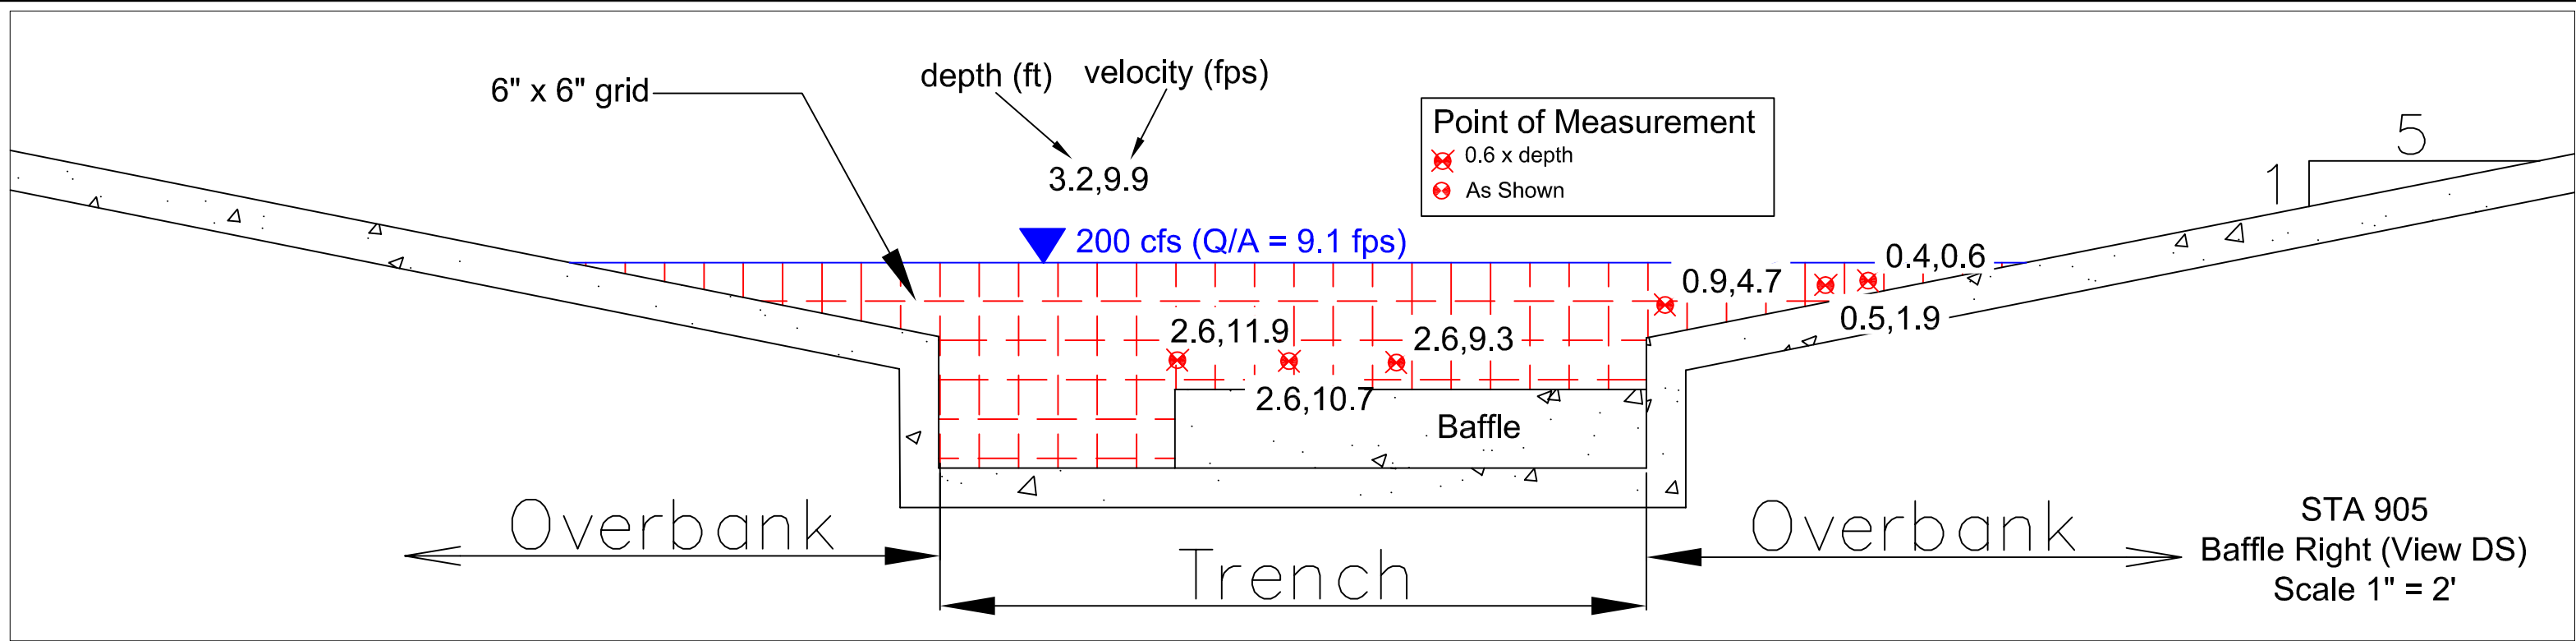 6" x 6" grid
depth (ft) velocity (fps)
3.2,9.9
Point of Measurement
0.6 x depth
As Shown
5
1
200 cfs (Q/A = 9.1 fps)
0.4,0.6
0.9,4.7
0.5,1.9
2.6,11.9
2.6,9.3
2.6,10.7
Baffle
Overbank
Trench
Overbank
STA 905
Baffle Right (View DS)
Scale 1" = 2'